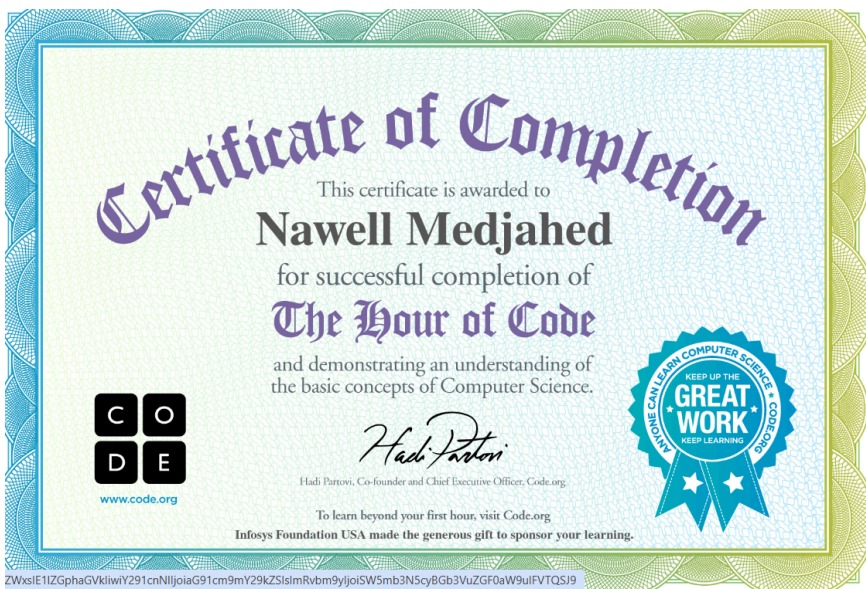 Certificate of Completion
This certificate is awarded to
Nawell Medjahed
for successful completion of
The Hour of Code
and demonstrating an understanding of
the basic concepts of Computer Science.
C O
D E
www.code.org
Hadi Partovi
Hadi Partovi, Co-founder and Chief Executive Officer, Code.org
To learn beyond your first hour, visit Code.org
Infosys Foundation USA made the generous gift to sponsor your learning.
ANYONE CAN LEARN COMPUTER SCIENCE • CODE.ORG
KEEP UP THE
GREAT
WORK
KEEP LEARNING